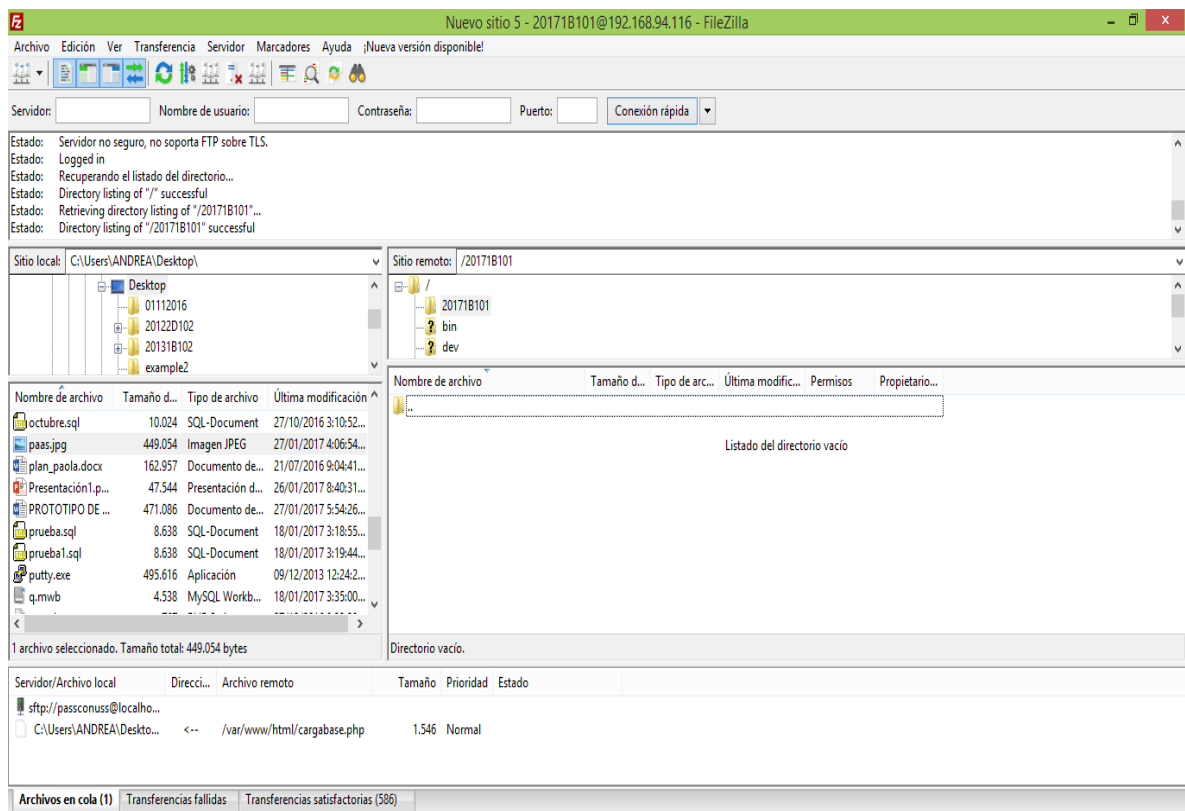 Nuevo sitio 5 - 20171B101@192.168.94.116 - FileZilla
Archivo Edición Ver Transferencia Servidor Marcadores Ayuda ¡Nueva versión disponible!
Servidor: Nombre de usuario: Contraseña: Puerto: Conexión rápida
Estado: Servidor no seguro, no soporta FTP sobre TLS.
Estado: Logged in
Estado: Recuperando el listado del directorio...
Estado: Directory listing of "/" successful
Estado: Retrieving directory listing of "/20171B101"...
Estado: Directory listing of "/20171B101" successful
Sitio local: C:\Users\ANDREA\Desktop\
Desktop
01112016
20122D102
20131B102
example2
Nombre de archivo Tamaño d... Tipo de archivo Última modificación
octubre.sql 10.024 SQL-Document 27/10/2016 3:10:52...
paas.jpg 449.054 Imagen JPEG 27/01/2017 4:06:54...
plan_paola.docx 162.957 Documento de... 21/07/2016 9:04:41...
Presentación1.p... 47.544 Presentación d... 26/01/2017 8:40:31...
PROTOTIPO DE ... 471.086 Documento de... 27/01/2017 5:54:26...
prueba.sql 8.638 SQL-Document 18/01/2017 3:18:55...
prueba1.sql 8.638 SQL-Document 18/01/2017 3:19:44...
putty.exe 495.616 Aplicación 09/12/2013 12:24:2...
q.mwb 4.538 MySQL Workb... 18/01/2017 3:35:00...
1 archivo seleccionado. Tamaño total: 449.054 bytes
Sitio remoto: /20171B101
/
20171B101
? bin
? dev
Nombre de archivo Tamaño d... Tipo de arc... Última modific... Permisos Propietario...
..
Listado del directorio vacío
Directorio vacío.
Servidor/Archivo local Direcci... Archivo remoto Tamaño Prioridad Estado
sftp://passconuss@localho...
C:\Users\ANDREA\Deskto... <-- /var/www/html/cargabase.php 1.546 Normal
Archivos en cola (1) Transferencias fallidas Transferencias satisfactorias (586)